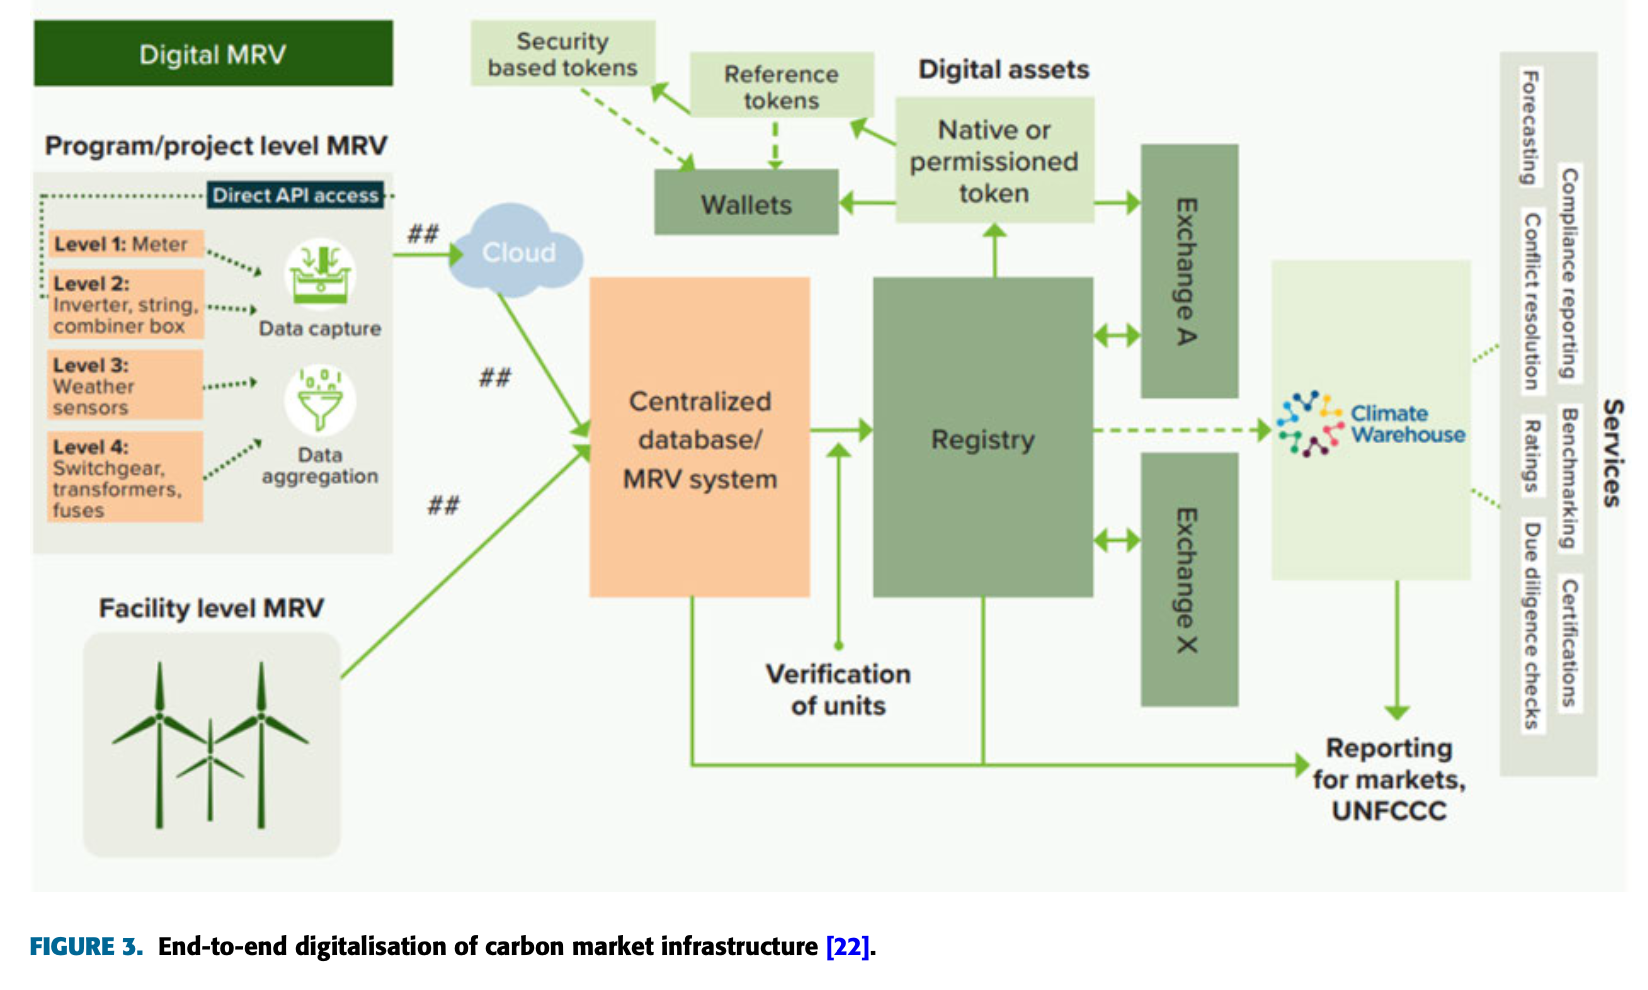 Digital MRV
Program/project level MRV
Direct API access
Level 1: Meter
Level 2:
Inverter, string,
combiner box
Level 3:
Weather
sensors
Level 4:
Switchgear,
transformers,
fuses
Data capture
Data
aggregation
Facility level MRV
##
Cloud
##
##
Security
based tokens
Reference
tokens
Digital assets
Native or
permissioned
token
Wallets
Centralized
database/
MRV system
Registry
Verification
of units
Exchange A
Exchange X
Climate
Warehouse
Reporting
for markets,
UNFCCC
Forecasting
Conflict resolution
Ratings
Due diligence checks
Compliance reporting
Benchmarking
Certifications
Services
FIGURE 3. End-to-end digitalisation of carbon market infrastructure [22].